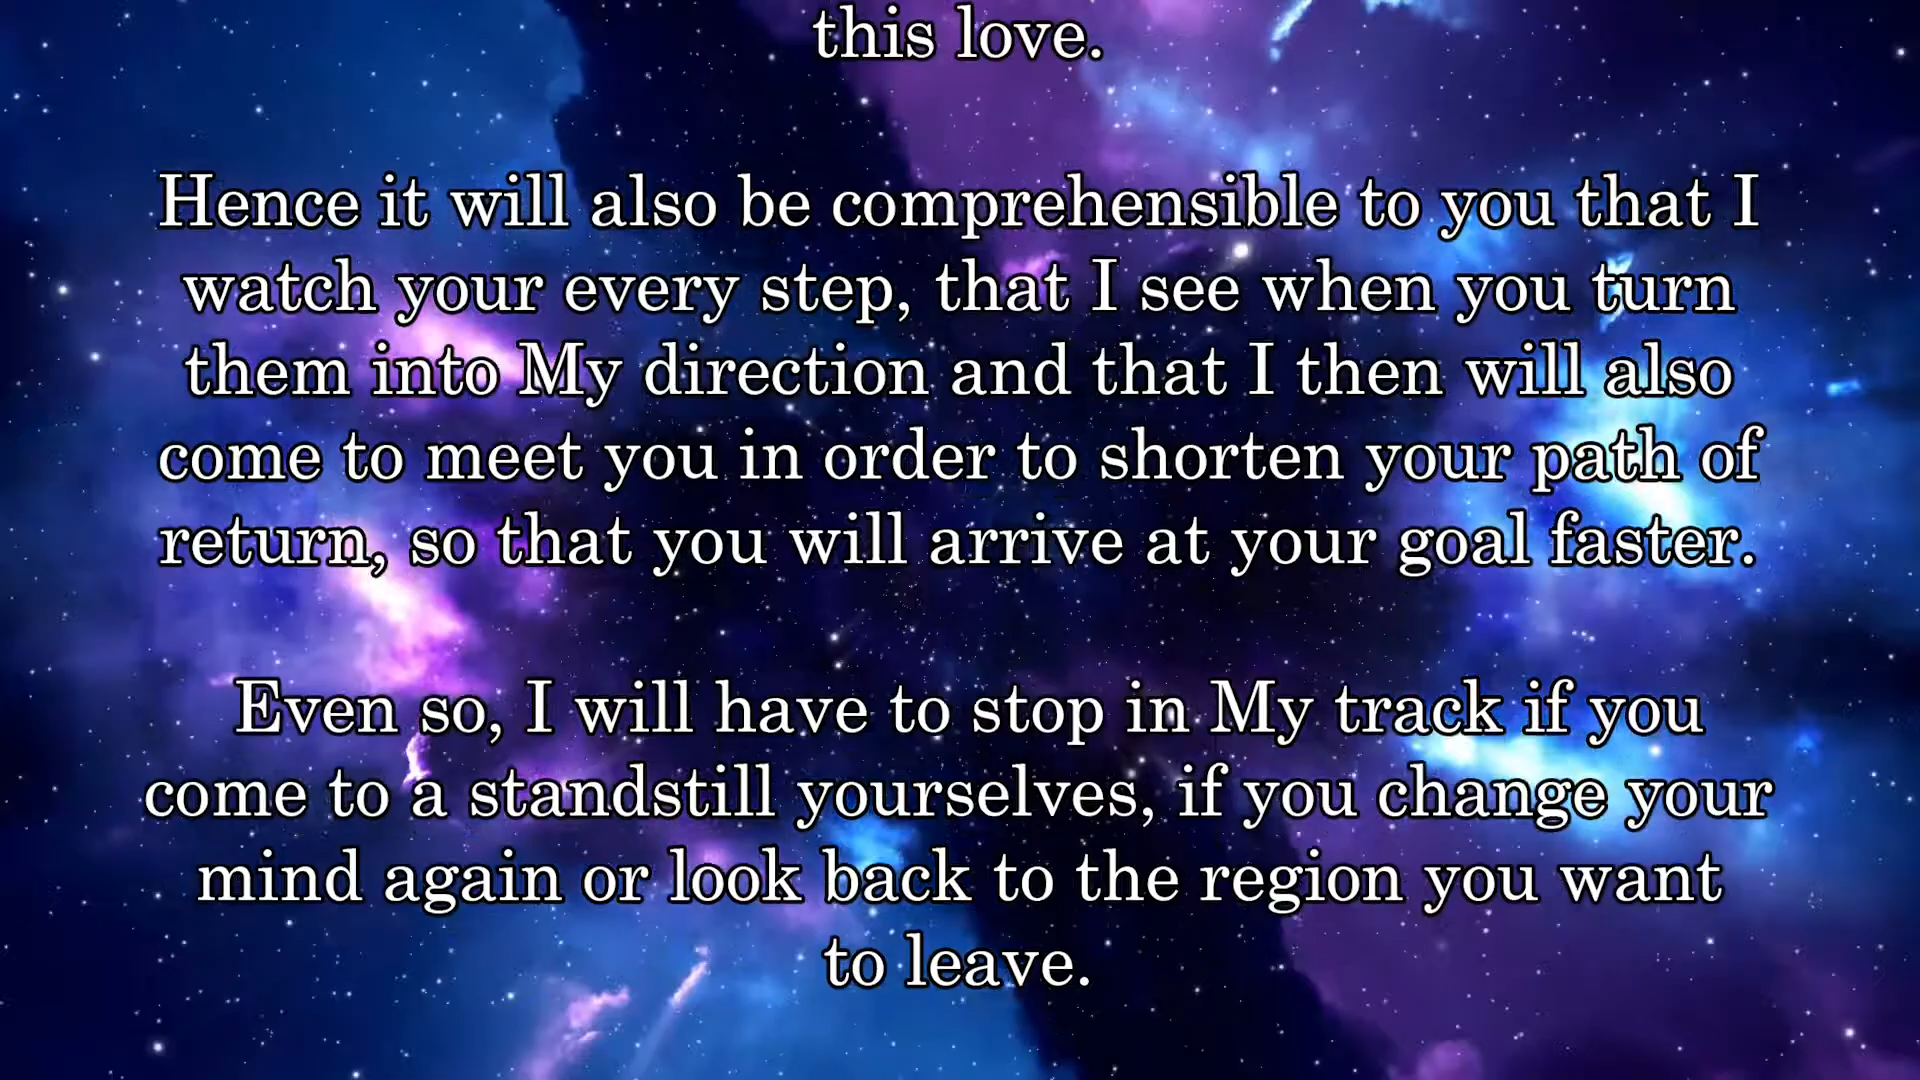 this love.
Hence it will also be comprehensible to you that I
watch your every step, that I see when you turn
them into My direction and that I then will also
come to meet you in order to shorten your path of
return, so that you will arrive at your goal faster.
Even so, I will have to stop in My track if you
come to a standstill yourselves, if you change your
mind again or look back to the region you want
to leave.